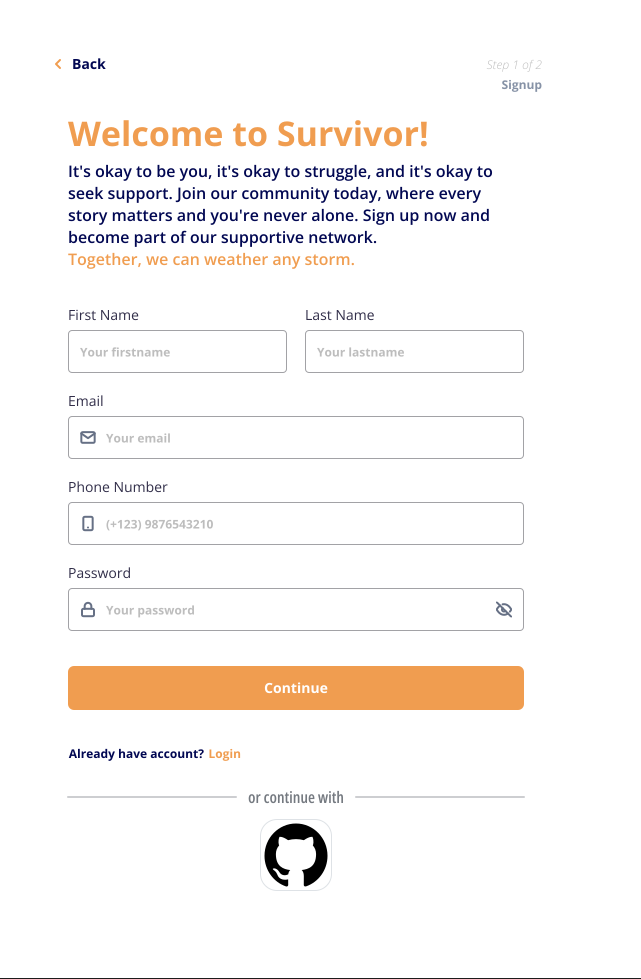 Back
Step 1 of 2
Signup
Welcome to Survivor!
It's okay to be you, it's okay to struggle, and it's okay to
seek support. Join our community today, where every
story matters and you're never alone. Sign up now and
become part of our supportive network.
Together, we can weather any storm.
First Name
Last Name
Your firstname
Your lastname
Email
Your email
Phone Number
(+123) 9876543210
Password
Your password
Continue
Already have account? Login
or continue with